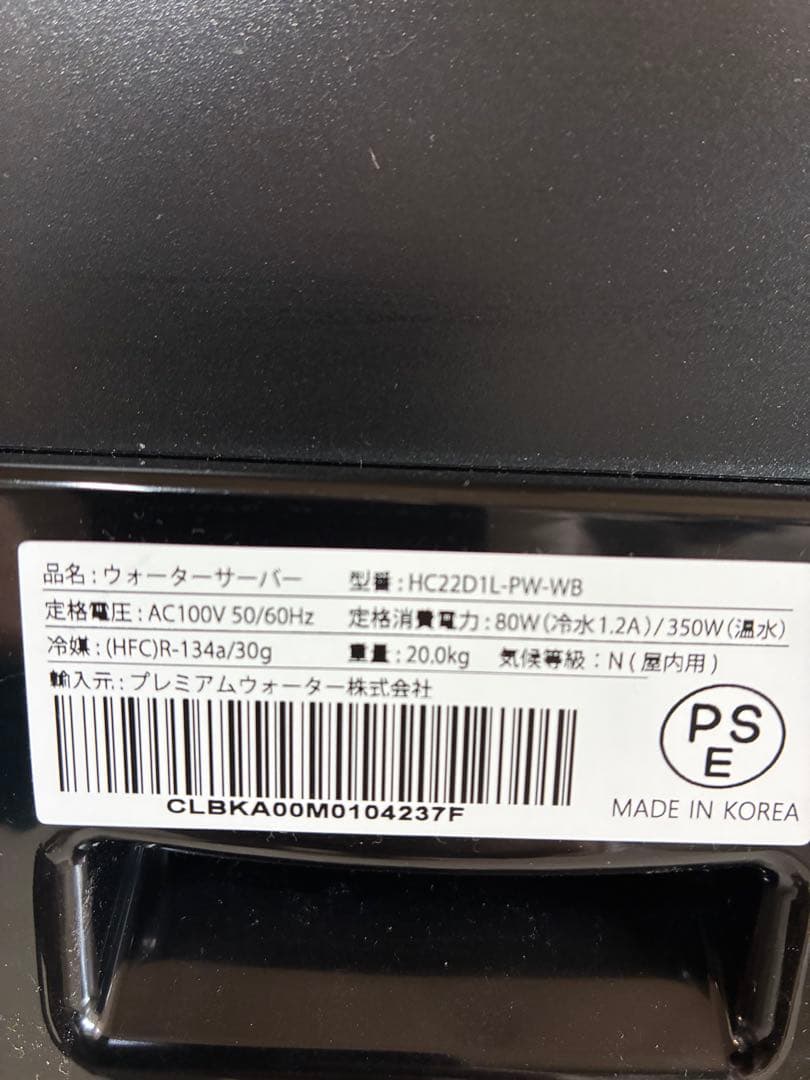 品名：ウォーターサーバー 型番：HC22D1L-PW-WB
定格電圧：AC100V 50/60Hz 定格消費電力：80W（冷水1.2A）/350W（温水）
冷媒：(HFC)R-134a/30g 重量：20.0kg 気候等級：N（屋内用）
輸入元：プレミアムウォーター株式会社
CLBKA00M0104237F
PS
E
MADE IN KOREA